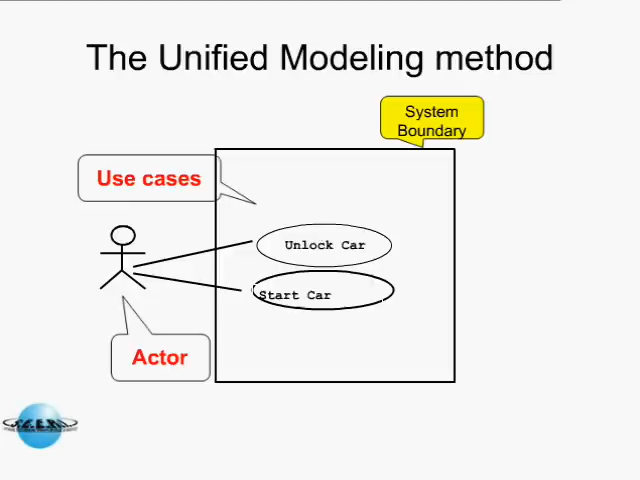 The Unified Modeling method
System
Boundary
Use cases
Unlock Car
Start Car
Actor